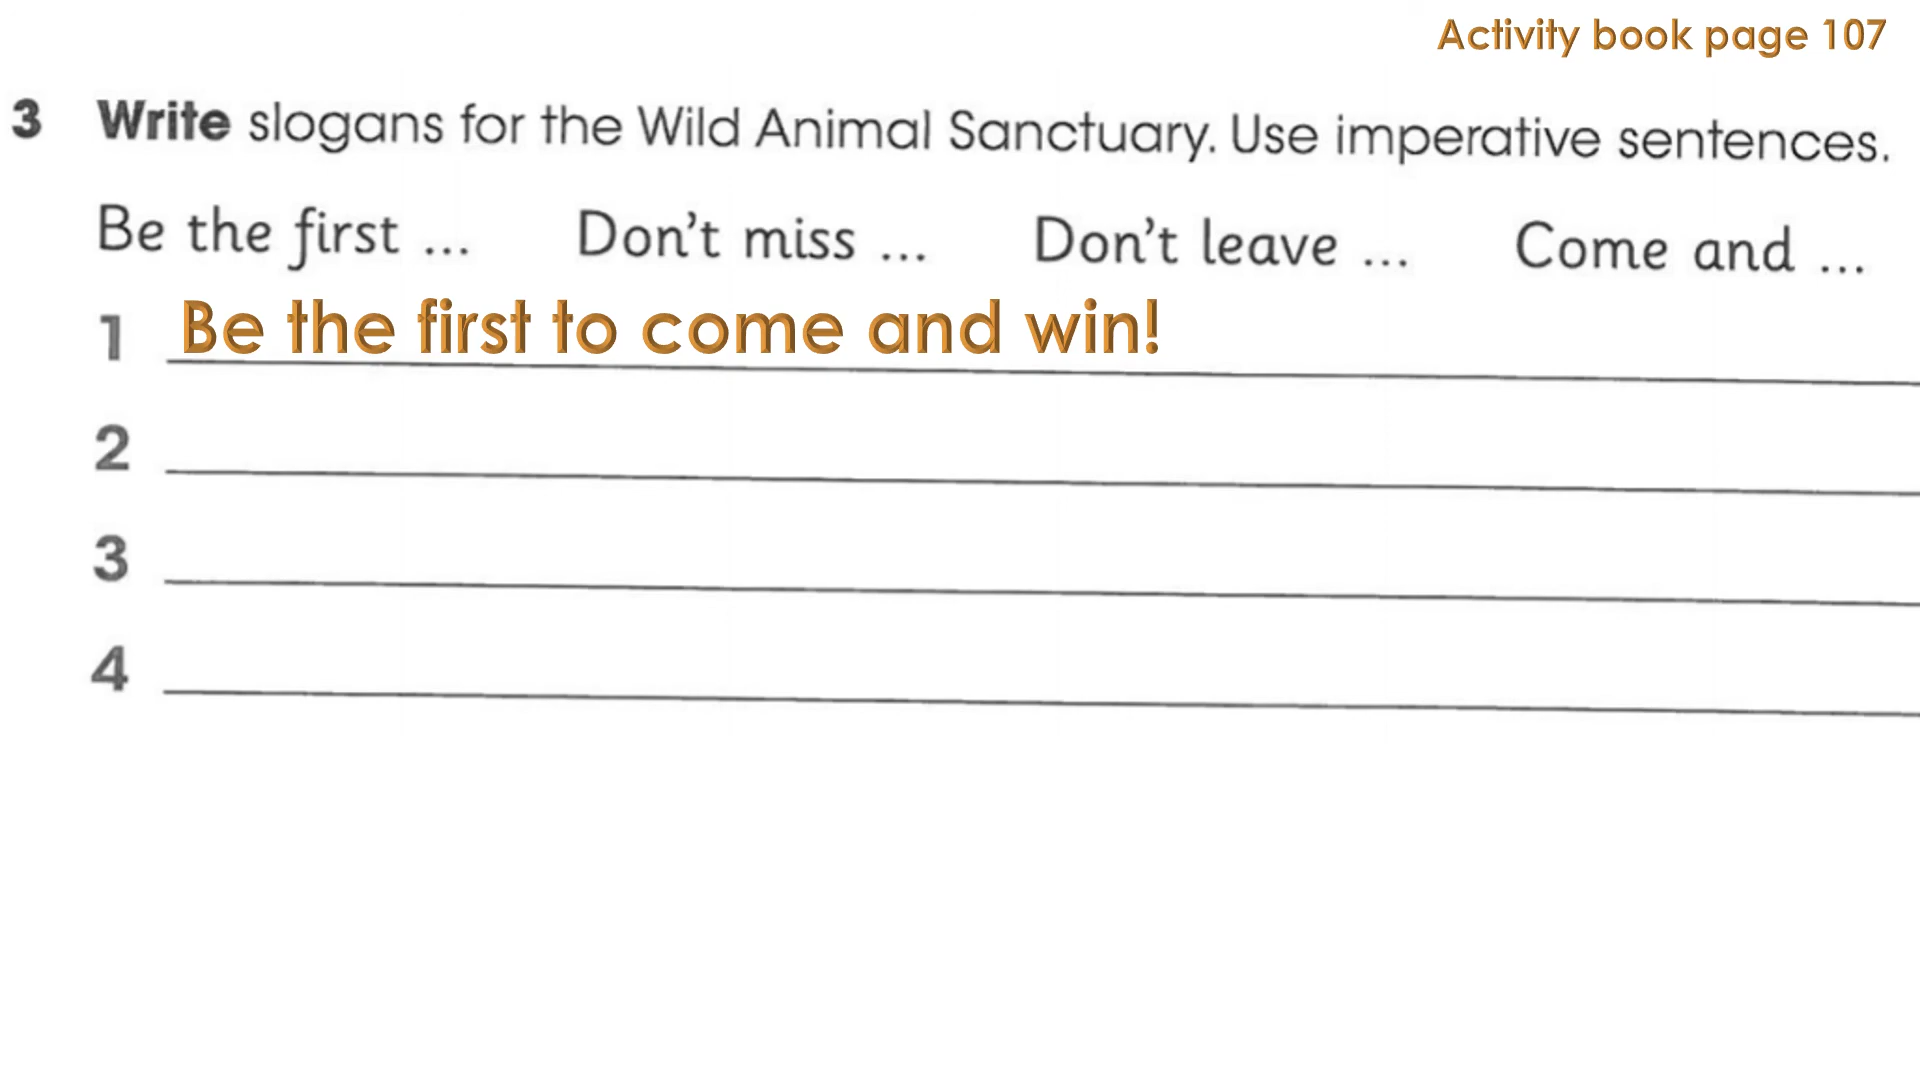 Activity book page 107
3 Write slogans for the Wild Animal Sanctuary. Use imperative sentences.
Be the first ... Don't miss ... Don't leave ... Come and ...
1 Be the first to come and win!
2
3
4